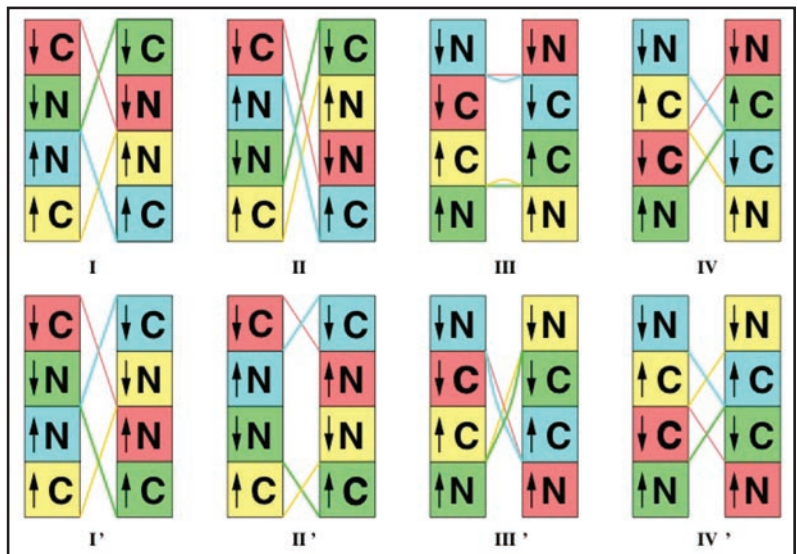 ↓C ↓C ↓C ↓C ↓N ↓N ↓N ↓N
↓N ↓N ↑N ↑N ↓C ↓C ↑C ↑C
↑N ↑N ↓N ↓N ↑C ↑C ↓C ↓C
↑C ↑C ↑C ↑C ↑N ↑N ↑N ↑N
I II III IV
↓C ↓C ↓C ↓C ↓N ↓N ↓N ↓N
↓N ↓N ↑N ↑N ↓C ↓C ↑C ↑C
↑N ↑N ↓N ↓N ↑C ↑C ↓C ↓C
↑C ↑C ↑C ↑C ↑N ↑N ↑N ↑N
I' II' III' IV'